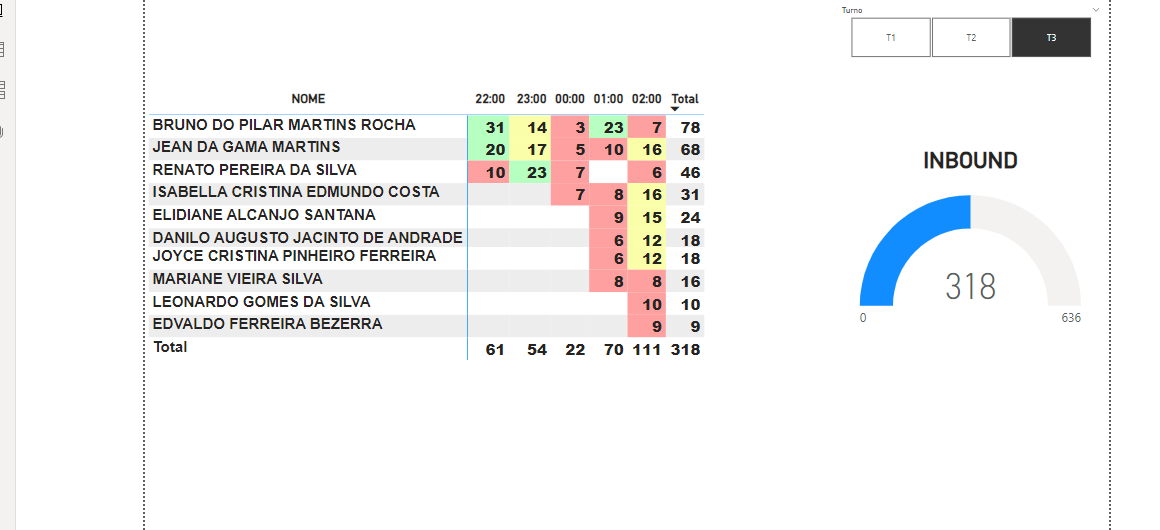 Turno
T1 T2 T3
NOME 22:00 23:00 00:00 01:00 02:00 Total
BRUNO DO PILAR MARTINS ROCHA 31 14 3 23 7 78
JEAN DA GAMA MARTINS 20 17 5 10 16 68
RENATO PEREIRA DA SILVA 10 23 7 6 46
ISABELLA CRISTINA EDMUNDO COSTA 7 8 16 31
ELIDIANE ALCANJO SANTANA 9 15 24
DANILO AUGUSTO JACINTO DE ANDRADE 6 12 18
JOYCE CRISTINA PINHEIRO FERREIRA 6 12 18
MARIANE VIEIRA SILVA 8 8 16
LEONARDO GOMES DA SILVA 10 10
EDVALDO FERREIRA BEZERRA 9 9
Total 61 54 22 70 111 318
INBOUND
318
0 636